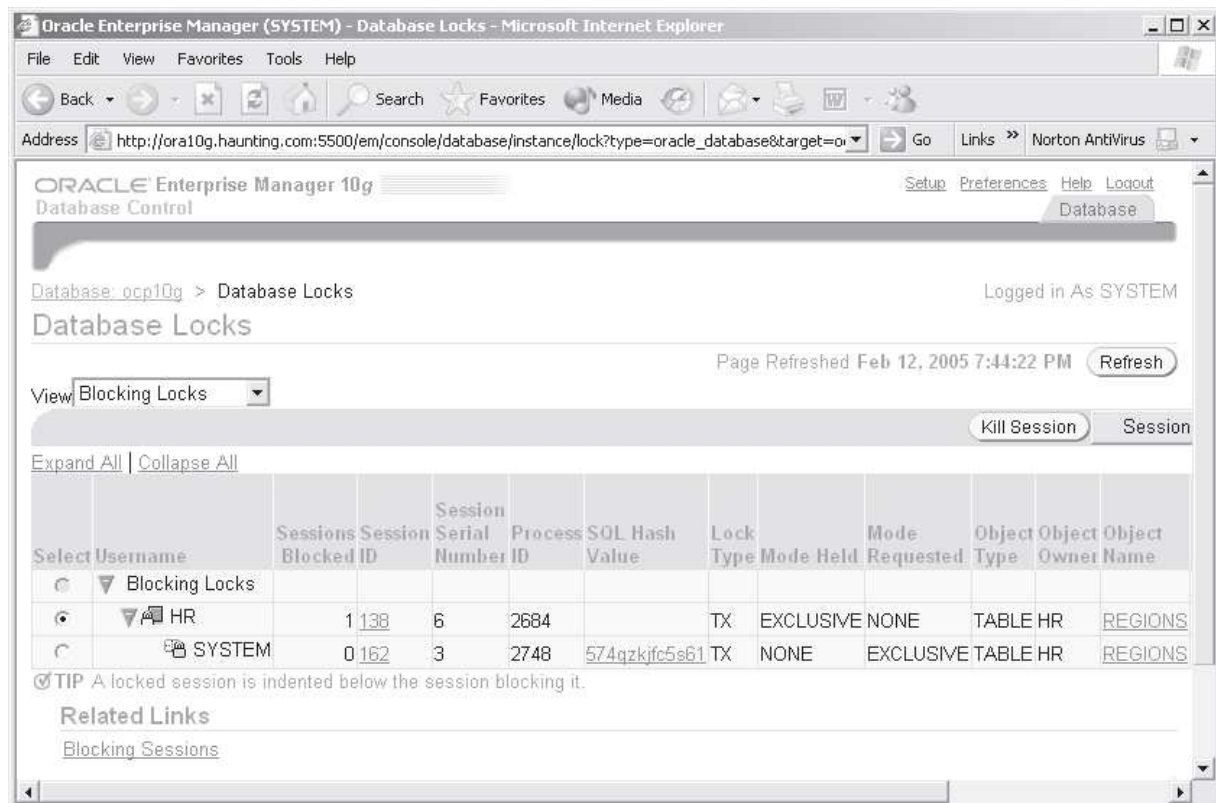 Oracle Enterprise Manager (SYSTEM) - Database Locks - Microsoft Internet Explorer
File Edit View Favorites Tools Help
Back Search Favorites Media
Address http://ora10g.haunting.com:5500/em/console/database/instance/lock?type=oracle_database&target=o Go Links » Norton AntiVirus
ORACLE Enterprise Manager 10g
Database Control
Setup Preferences Help Logout
Database
Database: ocp10g > Database Locks
Logged in As SYSTEM
Database Locks
Page Refreshed Feb 12, 2005 7:44:22 PM Refresh
View Blocking Locks
Kill Session Session
Expand All | Collapse All
Select Username Sessions Blocked Session ID Session Serial Number Process ID SQL Hash Value Lock Type Mode Held Mode Requested Object Type Object Owner Object Name
Blocking Locks
HR 1 138 6 2684 TX EXCLUSIVE NONE TABLE HR REGIONS
SYSTEM 0 162 3 2748 574qzkjfc5s61 TX NONE EXCLUSIVE TABLE HR REGIONS
TIP A locked session is indented below the session blocking it.
Related Links
Blocking Sessions